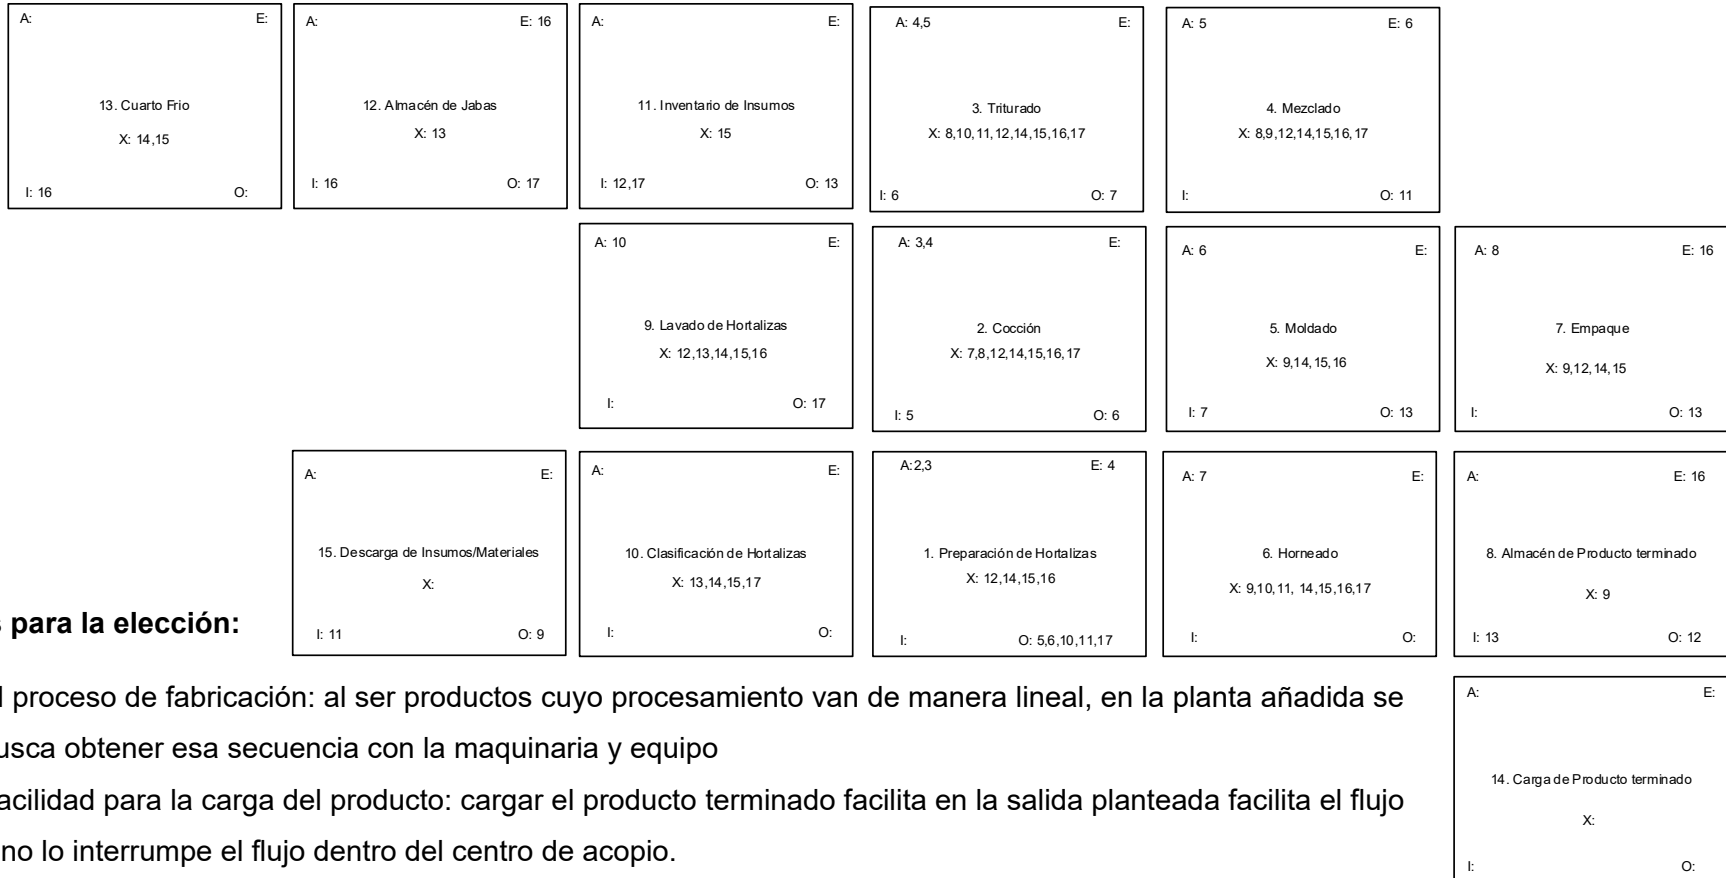 A: E:
13. Cuarto Frio
X: 14,15
I: 16 O:
A: E: 16
12. Almacén de Jabas
X: 13
I: 16 O: 17
A: E:
11. Inventario de Insumos
X: 15
I: 12,17 O: 13
A: 4,5 E:
3. Triturado
X: 8,10,11,12,14,15,16,17
I: 6 O: 7
A: 5 E: 6
4. Mezclado
X: 8,9,12,14,15,16,17
I: O: 11
A: 10 E:
9. Lavado de Hortalizas
X: 12,13,14,15,16
I: O: 17
A: 3,4 E:
2. Cocción
X: 7,8,12,14,15,16,17
I: 5 O: 6
A: 6 E:
5. Moldado
X: 9,14,15,16
I: 7 O: 13
A: 8 E: 16
7. Empaque
X: 9,12,14,15
I: O: 13
A: E:
15. Descarga de Insumos/Materiales
X:
I: 11 O: 9
A: E:
10. Clasificación de Hortalizas
X: 13,14,15,17
I: O:
A:2,3 E: 4
1. Preparación de Hortalizas
X: 12,14,15,16
I: O: 5,6,10,11,17
A: 7 E:
6. Horneado
X: 9,10,11, 14,15,16,17
I: O:
A: E: 16
8. Almacén de Producto terminado
X: 9
I: 13 O: 12
s para la elección:
l proceso de fabricación: al ser productos cuyo procesamiento van de manera lineal, en la planta añadida se
usca obtener esa secuencia con la maquinaria y equipo
acilidad para la carga del producto: cargar el producto terminado facilita en la salida planteada facilita el flujo
no lo interrumpe el flujo dentro del centro de acopio.
A: E:
14. Carga de Producto terminado
X:
I: O: